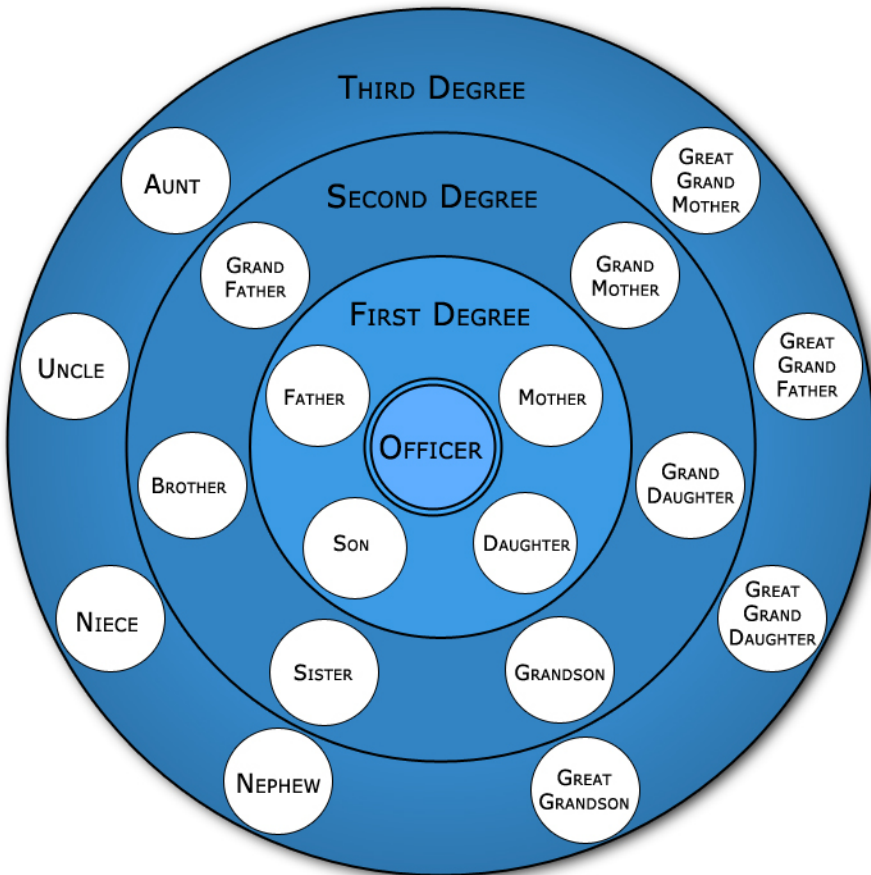 Third Degree
Aunt
Great
Grand
Mother
Second Degree
Grand
Father
Grand
Mother
First Degree
Uncle
Great
Grand
Father
Father
Mother
Officer
Brother
Grand
Daughter
Son
Daughter
Niece
Great
Grand
Daughter
Sister
Grandson
Nephew
Great
Grandson